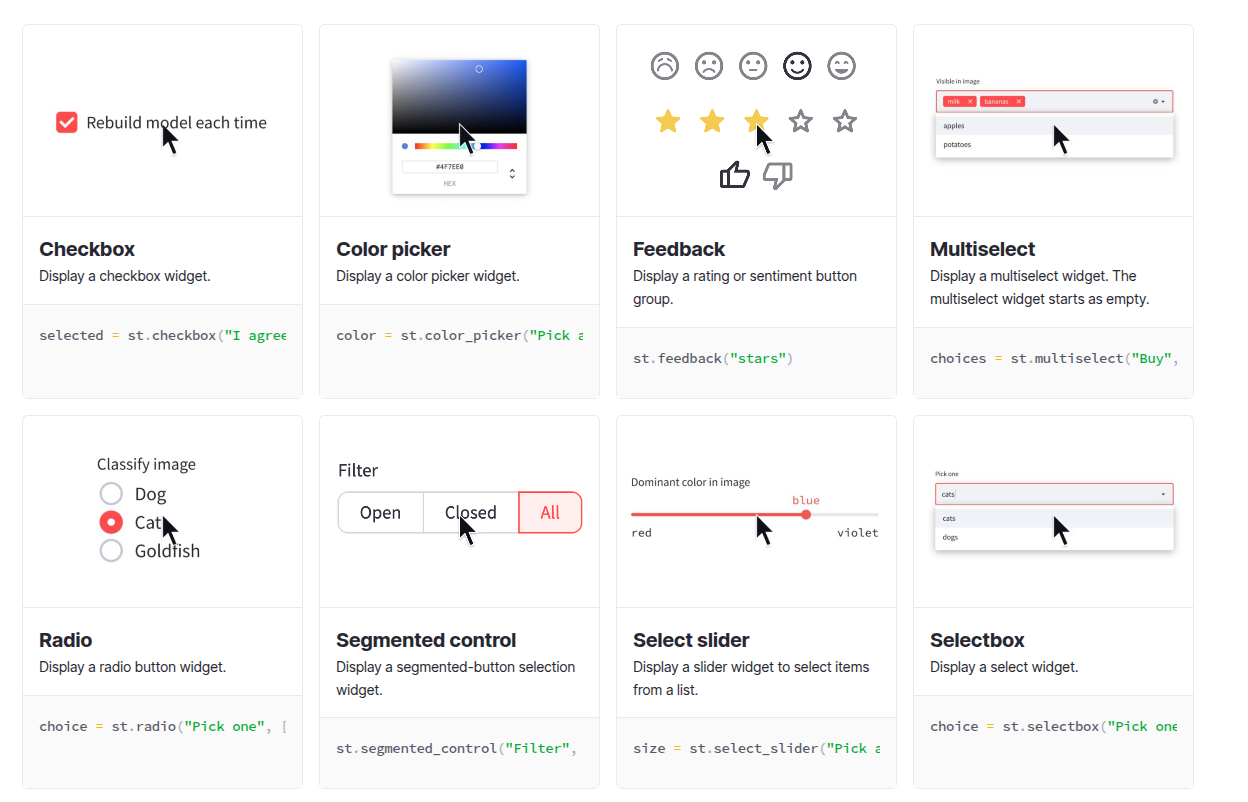 Rebuild model each time
Checkbox
Display a checkbox widget.
selected = st.checkbox("I agree
#4F7EE0
HEX
Color picker
Display a color picker widget.
color = st.color_picker("Pick a
Feedback
Display a rating or sentiment button
group.
st.feedback("stars")
Visible in image
milk × bananas ×
apples
potatoes
Multiselect
Display a multiselect widget. The
multiselect widget starts as empty.
choices = st.multiselect("Buy",
Classify image
Dog
Cat
Goldfish
Radio
Display a radio button widget.
choice = st.radio("Pick one", [
Filter
Open Closed All
Segmented control
Display a segmented-button selection
widget.
st.segmented_control("Filter",
Dominant color in image
blue
red violet
Select slider
Display a slider widget to select items
from a list.
size = st.select_slider("Pick a
Pick one
cats
cats
dogs
Selectbox
Display a select widget.
choice = st.selectbox("Pick one